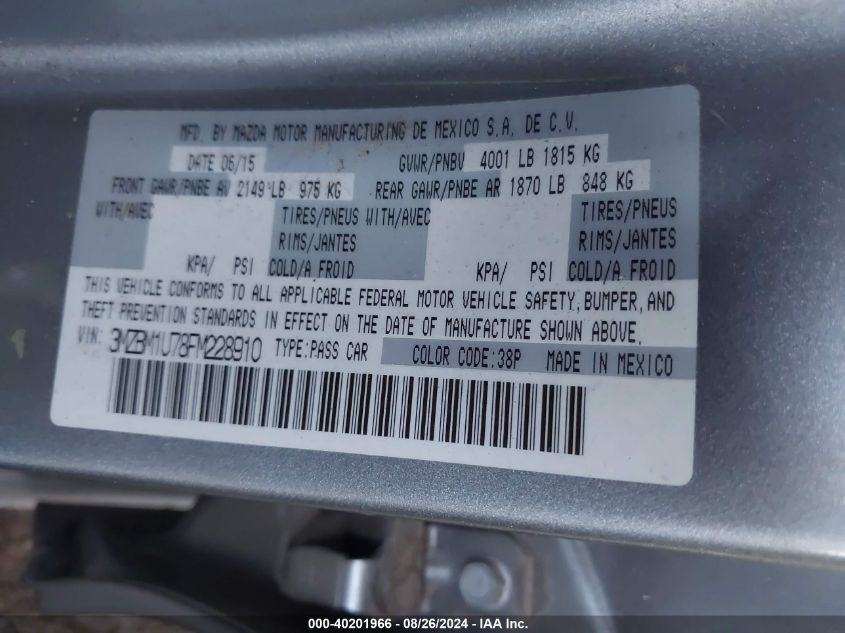 MFD. BY MAZDA MOTOR MANUFACTURING DE MEXICO S.A. DE C.V.
DATE 06/15 GVWR/PNBV 4001 LB 1815 KG
FRONT GAWR/PNBE AV 2149 LB 975 KG REAR GAWR/PNBE AR 1870 LB 848 KG
WITH/AVEC TIRES/PNEUS WITH/AVEC TIRES/PNEUS
RIMS/JANTES RIMS/JANTES
KPA/ PSI COLD/A FROID KPA/ PSI COLD/A FROID
THIS VEHICLE CONFORMS TO ALL APPLICABLE FEDERAL MOTOR VEHICLE SAFETY, BUMPER, AND
THEFT PREVENTION STANDARDS IN EFFECT ON THE DATE OF MANUFACTURE SHOWN ABOVE.
VIN: 3MZBM1U78FM228910 TYPE:PASS CAR COLOR CODE:38P MADE IN MEXICO
000-40201966 - 08/26/2024 - IAA Inc.